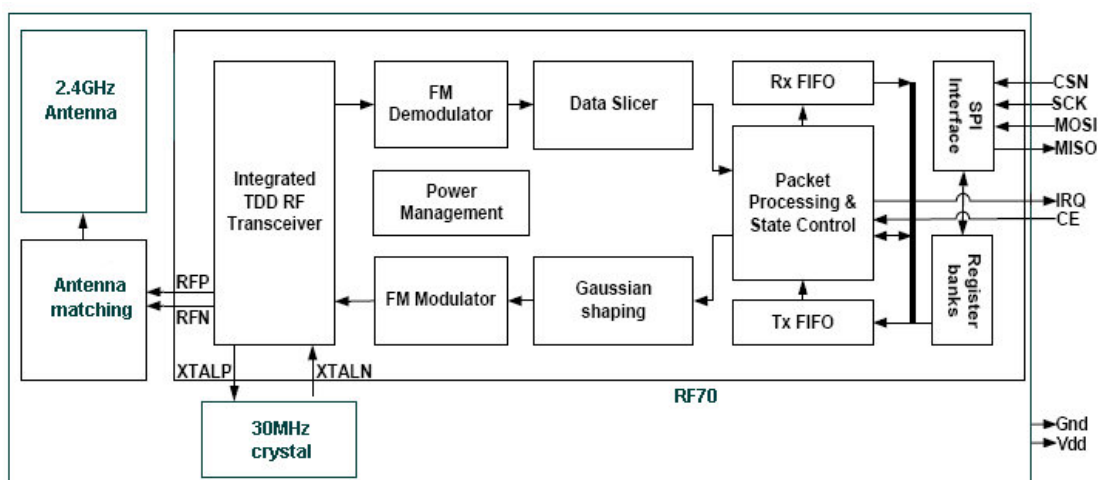 2.4GHz
Antenna
Antenna
matching
RFP
RFN
XTALP
XTALN
30MHz
crystal
Integrated
TDD RF
Transceiver
FM
Demodulator
Data Slicer
Power
Management
FM Modulator
Gaussian
shaping
Rx FIFO
Packet
Processing &
State Control
Tx FIFO
SPI
Interface
Register
banks
CSN
SCK
MOSI
MISO
IRQ
CE
RF70
Gnd
Vdd